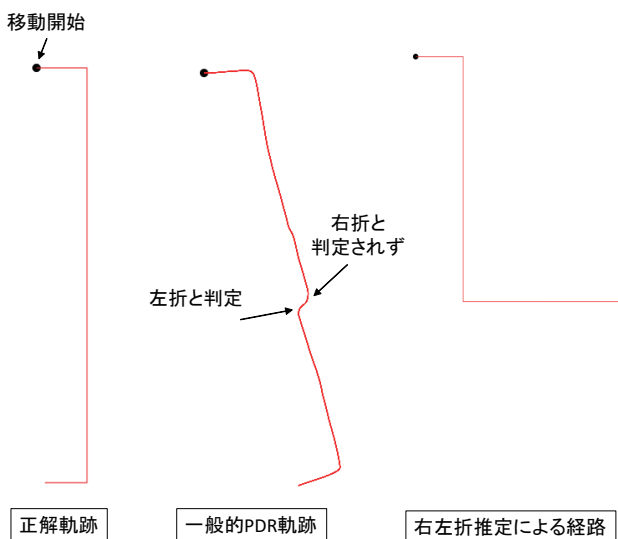 移動開始
右折と
判定されず
左折と判定
正解軌跡
一般的PDR軌跡
右左折推定による経路